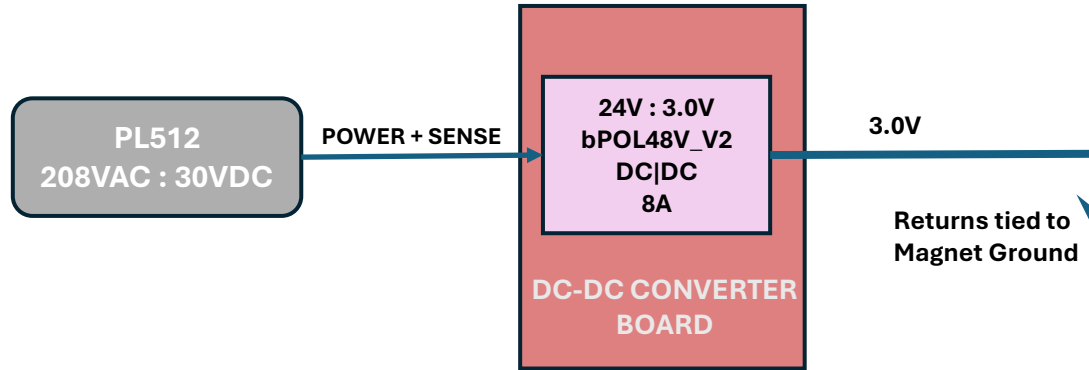 PL512
208VAC : 30VDC
POWER + SENSE
24V : 3.0V
bPOL48V_V2
DC|DC
8A
DC-DC CONVERTER
BOARD
3.0V
Returns tied to
Magnet Ground